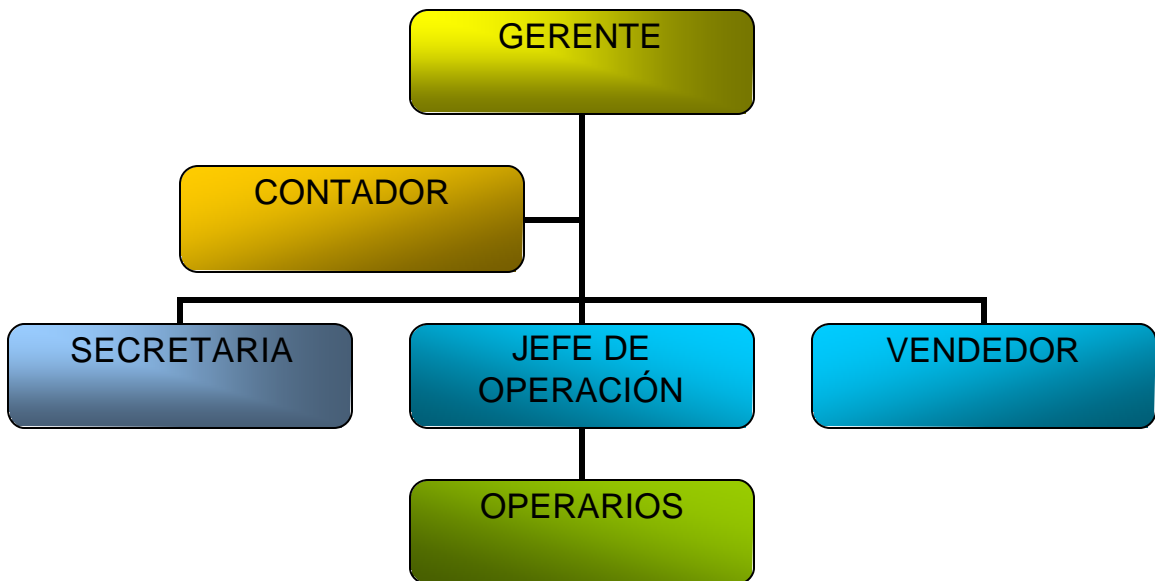 GERENTE
CONTADOR
SECRETARIA
JEFE DE
OPERACIÓN
VENDEDOR
OPERARIOS